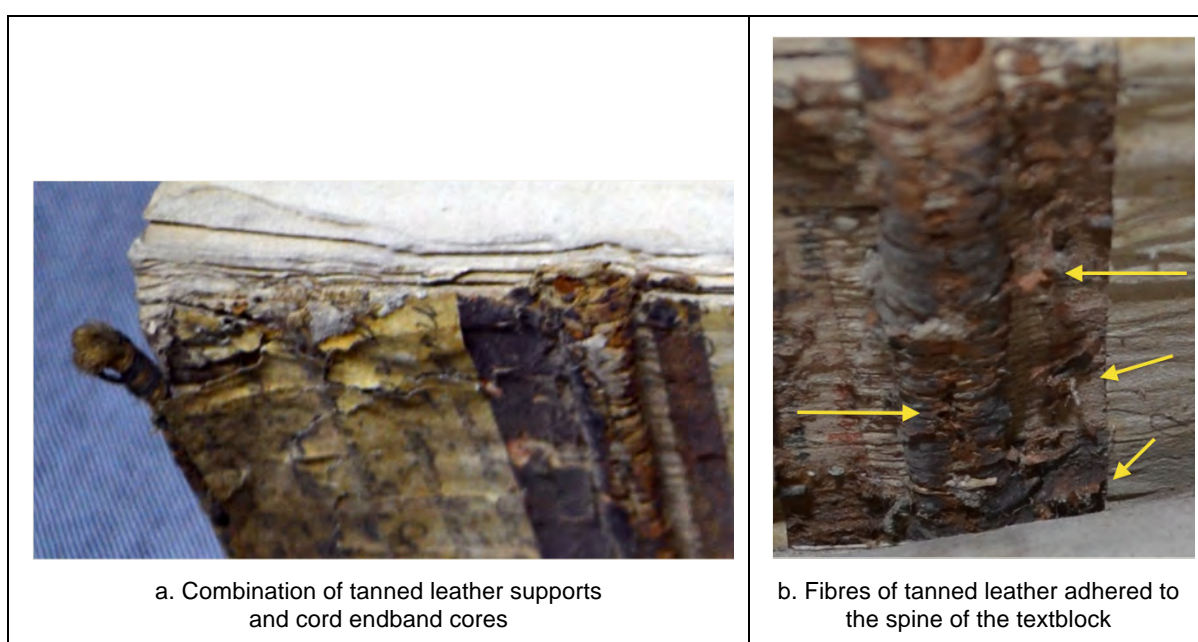 a. Combination of tanned leather supports
and cord endband cores
b. Fibres of tanned leather adhered to
the spine of the textblock